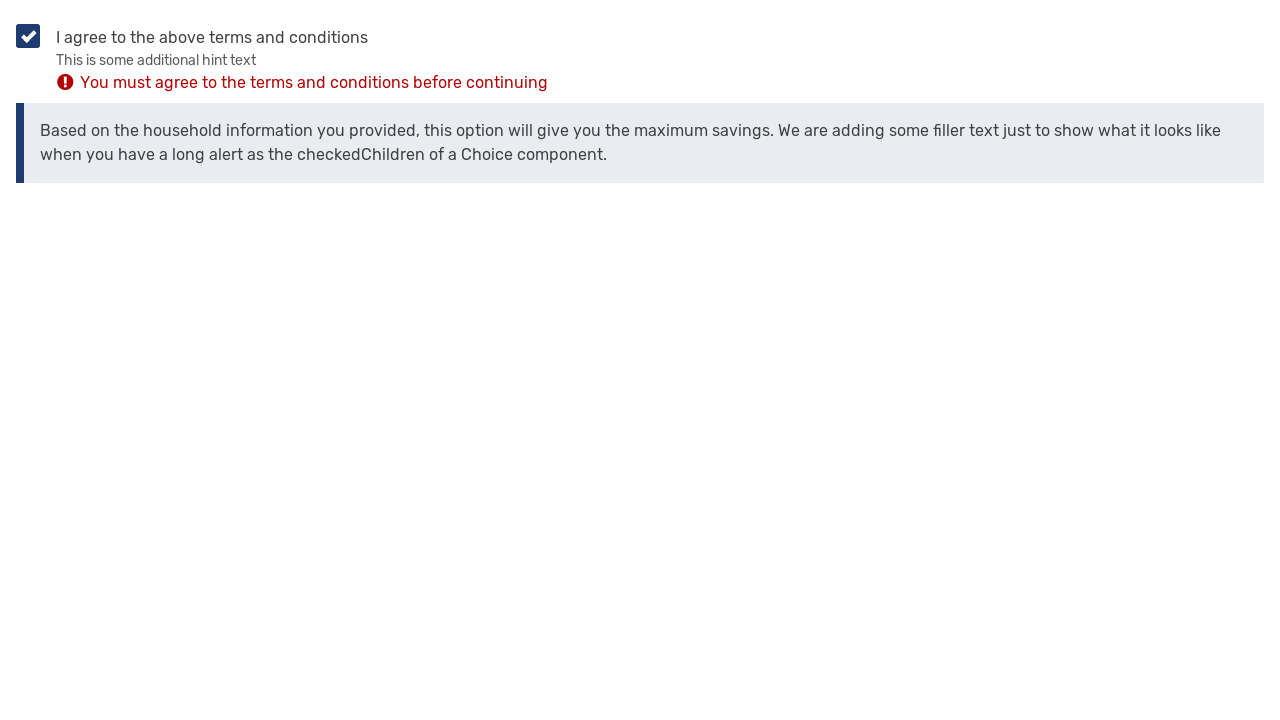 I agree to the above terms and conditions
This is some additional hint text
You must agree to the terms and conditions before continuing
Based on the household information you provided, this option will give you the maximum savings. We are adding some filler text just to show what it looks like
when you have a long alert as the checkedChildren of a Choice component.